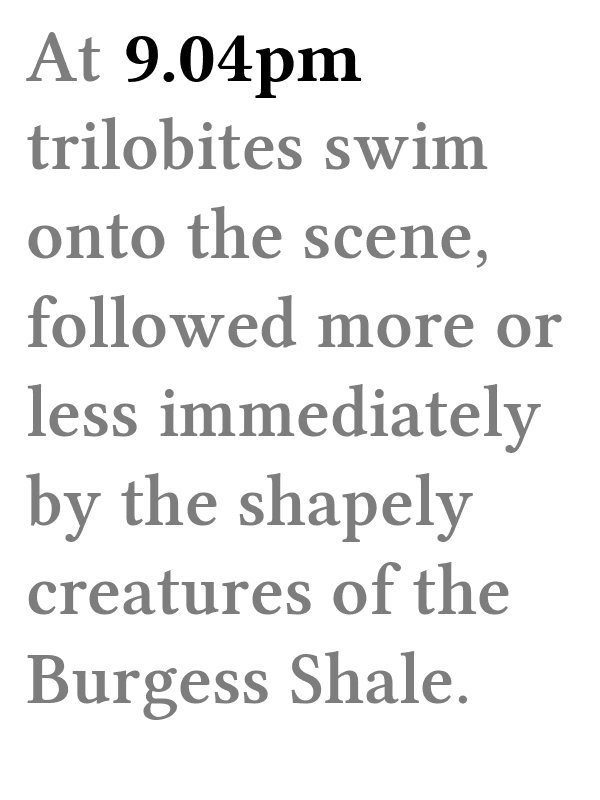 At 9.04pm
trilobites swim
onto the scene,
followed more or
less immediately
by the shapely
creatures of the
Burgess Shale.